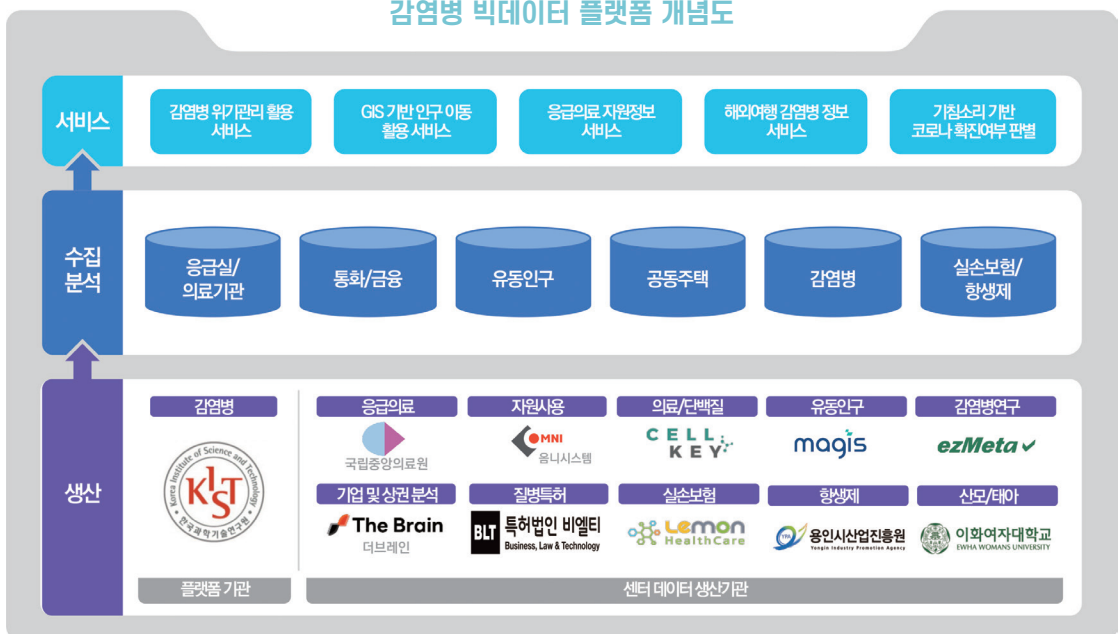 감염병 빅데이터 플랫폼 개념도
서비스
감염병 위기관리 활용
서비스
GIS 기반 인구 이동
활용 서비스
응급의료 자원정보
서비스
해외여행 감염병 정보
서비스
기침소리 기반
코로나 확진여부 판별
수집
분석
응급실/
의료기관
통화/금융
유동인구
공동주택
감염병
실손보험/
항생제
생산
감염병
Korea Institute of Science and Technology
KIST
한국과학기술연구원
플랫폼 기관
응급의료
국립중앙의료원
자원사용
OMNI
옴니시스템
의료/단백질
CELL
KEY
유동인구
magis
감염병연구
ezMeta
기업 및 상권 분석
The Brain
더브레인
질병특허
BLT 특허법인 비엘티
Business, Law & Technology
실손보험
Lemon
HealthCare
항생제
YPA 용인시산업진흥원
Yongin Industry Promotion Agency
산모/태아
이화여자대학교
EWHA WOMANS UNIVERSITY
센터 데이터 생산기관